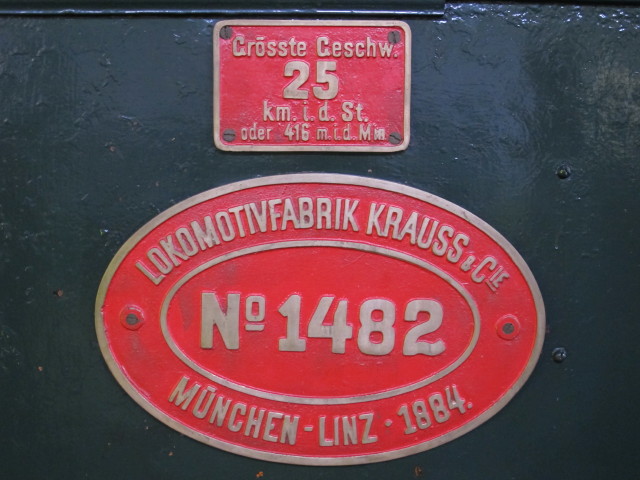 Grösste Geschw.
25
km. i. d. St.
oder 416 m. i. d. Min
LOKOMOTIVFABRIK KRAUSS & CIE
No 1482
MÜNCHEN - LINZ · 1884.